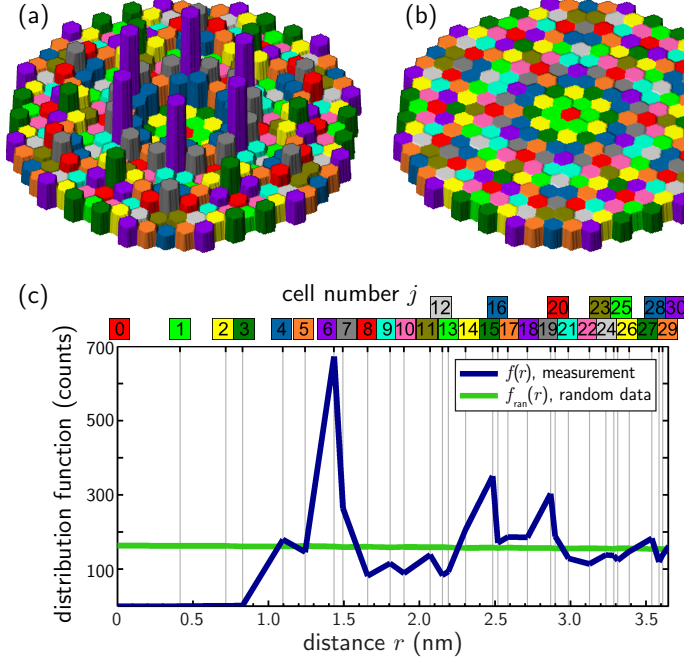 (a)
(b)
(c)
cell number j
12 16 20 23 25 28 30
0 1 2 3 4 5 6 7 8 9 10 11 13 14 15 17 18 19 21 22 24 26 27 29
700
500
300
100
distribution function (counts)
f(r), measurement
f_ran(r), random data
0 0.5 1.0 1.5 2.0 2.5 3.0 3.5
distance r (nm)